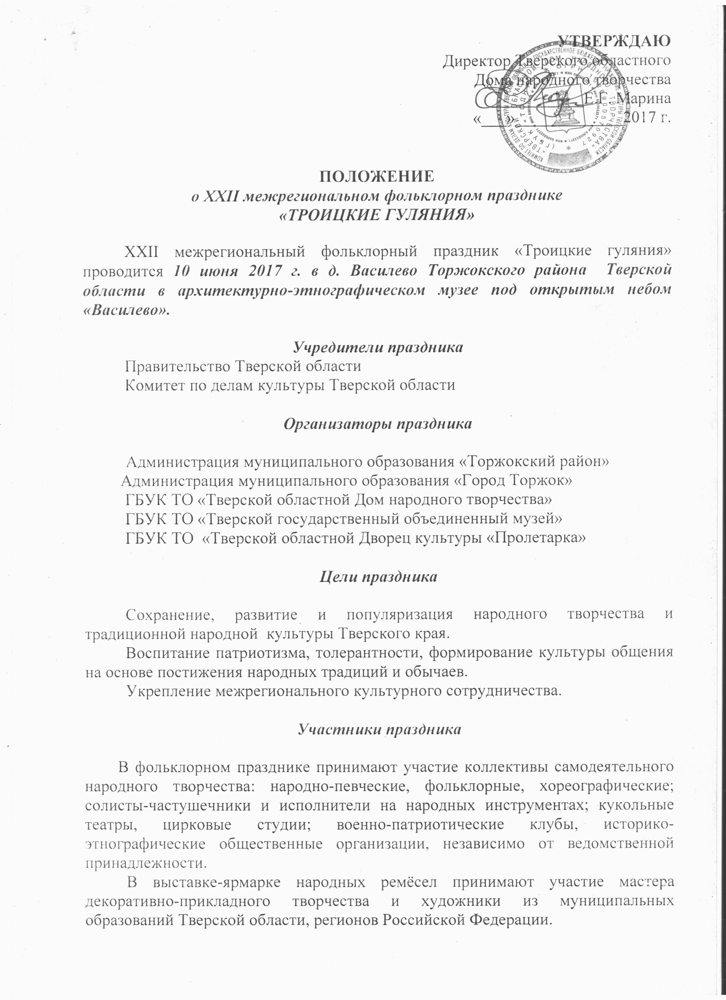 УТВЕРЖДАЮ
Директор Тверского областного
Дома народного творчества
Е.Г. Марина
«___»_____________2017 г.
ПОЛОЖЕНИЕ
о XXII межрегиональном фольклорном празднике
«ТРОИЦКИЕ ГУЛЯНИЯ»
XXII межрегиональный фольклорный праздник «Троицкие гуляния»
проводится 10 июня 2017 г. в д. Василево Торжокского района Тверской
области в архитектурно-этнографическом музее под открытым небом
«Василево».
Учредители праздника
Правительство Тверской области
Комитет по делам культуры Тверской области
Организаторы праздника
Администрация муниципального образования «Торжокский район»
Администрация муниципального образования «Город Торжок»
ГБУК ТО «Тверской областной Дом народного творчества»
ГБУК ТО «Тверской государственный объединенный музей»
ГБУК ТО «Тверской областной Дворец культуры «Пролетарка»
Цели праздника
Сохранение, развитие и популяризация народного творчества и
традиционной народной культуры Тверского края.
Воспитание патриотизма, толерантности, формирование культуры общения
на основе постижения народных традиций и обычаев.
Укрепление межрегионального культурного сотрудничества.
Участники праздника
В фольклорном празднике принимают участие коллективы самодеятельного
народного творчества: народно-певческие, фольклорные, хореографические;
солисты-частушечники и исполнители на народных инструментах; кукольные
театры, цирковые студии; военно-патриотические клубы, историко-
этнографические общественные организации, независимо от ведомственной
принадлежности.
В выставке-ярмарке народных ремёсел принимают участие мастера
декоративно-прикладного творчества и художники из муниципальных
образований Тверской области, регионов Российской Федерации.